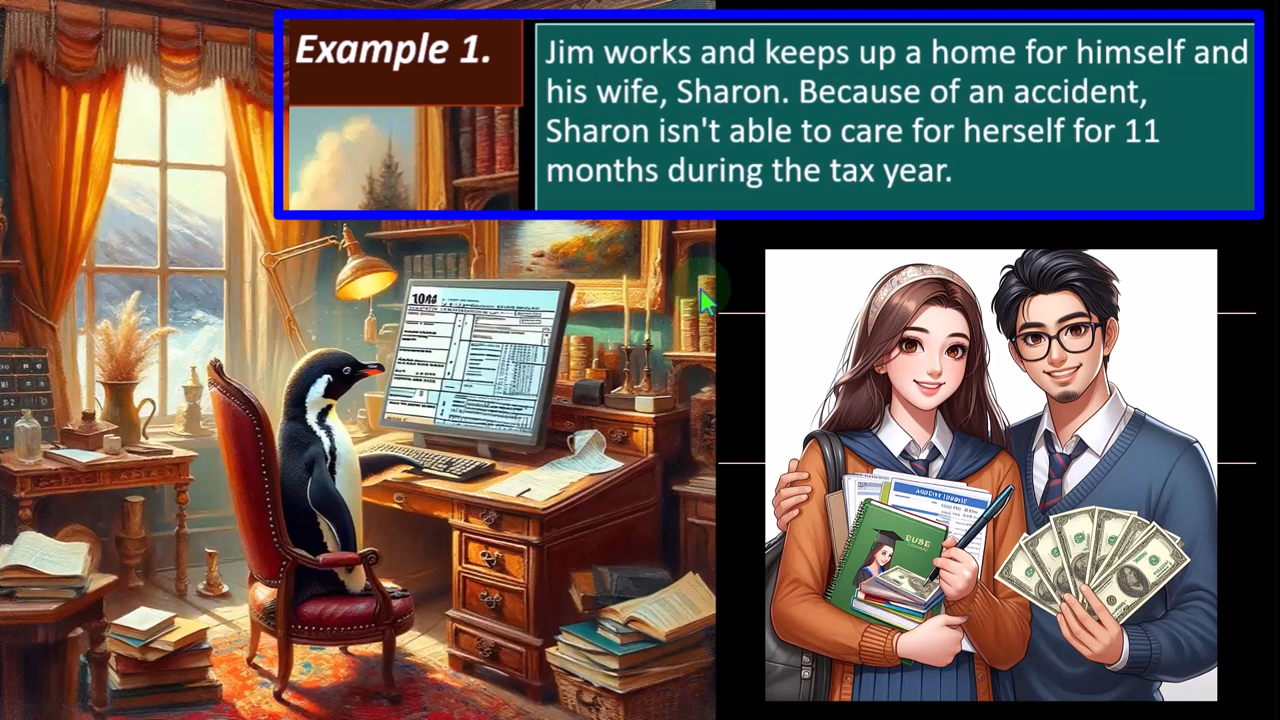 Example 1.
Jim works and keeps up a home for himself and
his wife, Sharon. Because of an accident,
Sharon isn't able to care for herself for 11
months during the tax year.